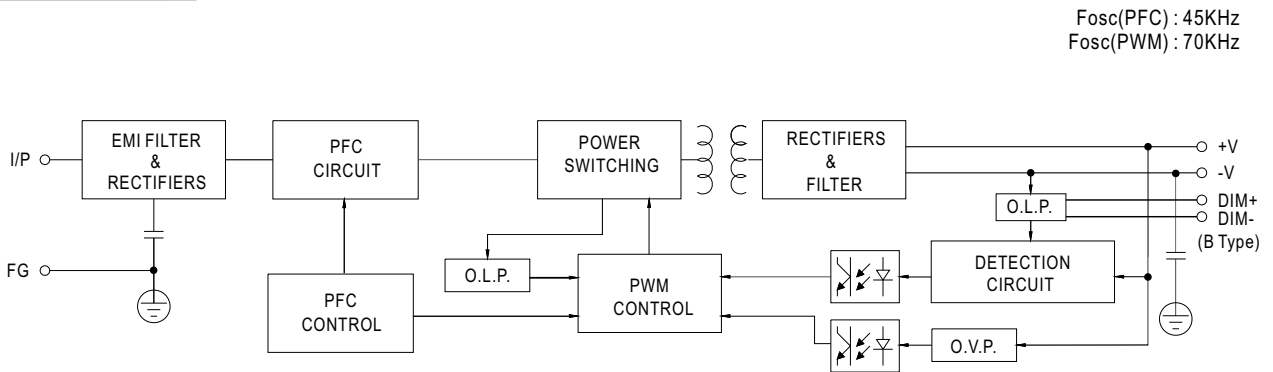 Fosc(PFC) : 45KHz
Fosc(PWM) : 70KHz
I/P
EMI FILTER
&
RECTIFIERS
PFC
CIRCUIT
POWER
SWITCHING
RECTIFIERS
&
FILTER
+V
-V
O.L.P.
DIM+
DIM-
(B Type)
FG
O.L.P.
PFC
CONTROL
PWM
CONTROL
DETECTION
CIRCUIT
O.V.P.